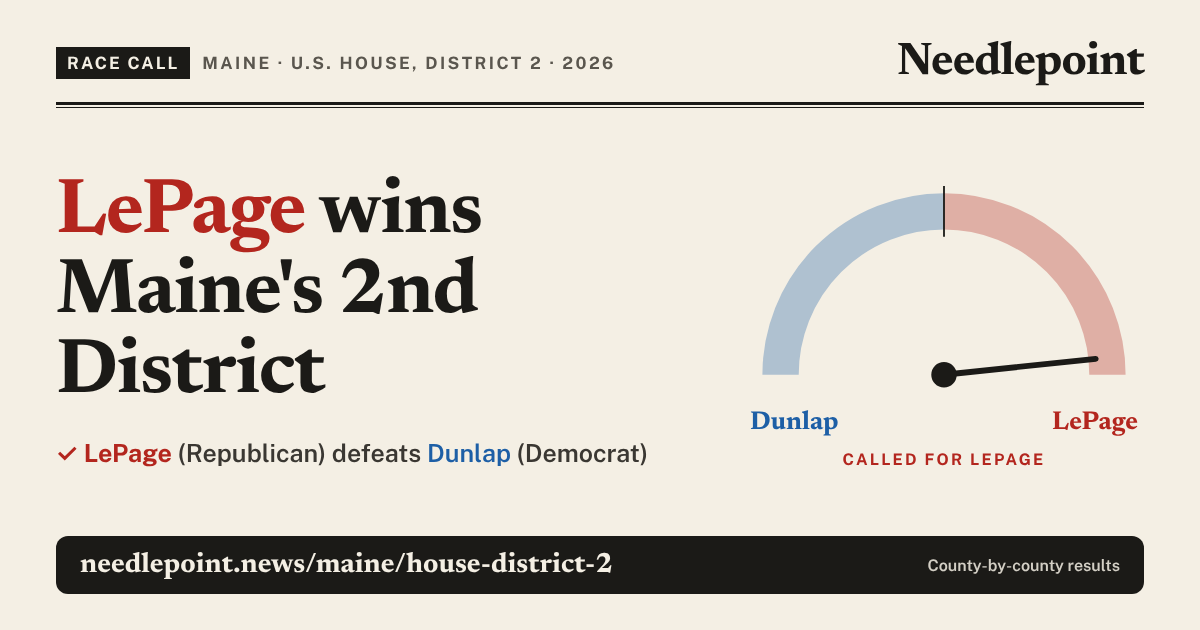 RACE CALL MAINE · U.S. HOUSE, DISTRICT 2 · 2026
Needlepoint
LePage wins
Maine's 2nd
District
✓ LePage (Republican) defeats Dunlap (Democrat)
Dunlap LePage
CALLED FOR LEPAGE
needlepoint.news/maine/house-district-2
County-by-county results